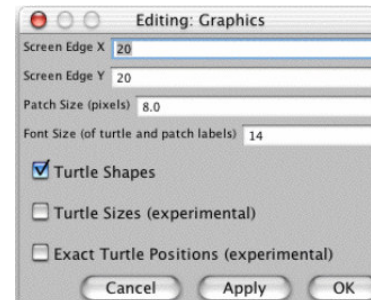 Editing: Graphics
Screen Edge X 20
Screen Edge Y 20
Patch Size (pixels) 8.0
Font Size (of turtle and patch labels) 14
Turtle Shapes
Turtle Sizes (experimental)
Exact Turtle Positions (experimental)
Cancel Apply OK